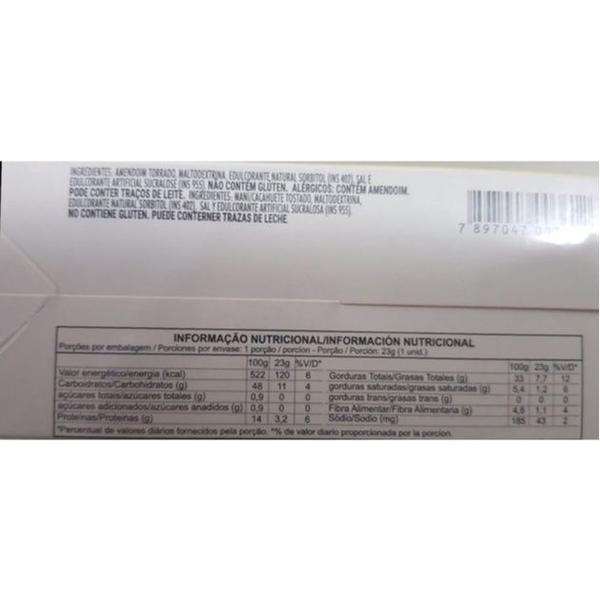 INGREDIENTES: AMENDOIM TORRADO, MALTODEXTRINA, EDULCORANTE NATURAL SORBITOL (INS 402), SAL E
EDULCORANTE ARTIFICIAL SUCRALOSE (INS 955). NÃO CONTÉM GLÚTEN. ALÉRGICOS: CONTÉM AMENDOIM.
PODE CONTER TRAÇOS DE LEITE. INGREDIENTES: MANÍ/CACAHUETE TOSTADO, MALTODEXTRINA,
EDULCORANTE NATURAL SORBITOL (INS 402), SAL Y EDULCORANTE ARTIFICIAL SUCRALOSA (INS 955).
NO CONTIENE GLUTEN. PUEDE CONTERNER TRAZAS DE LECHE.
7 897047
INFORMAÇÃO NUTRICIONAL/INFORMACIÓN NUTRICIONAL
Porções por embalagem / Porciones por envase: 1 porção / porcion - Porção / Porción: 23g (1 unid.)
100g 23g %V/D* 100g 23g %V/D*
Valor energético/energia (kcal) 522 120 6 Gorduras Totais/Grasas Totales (g) 33 7,7 12
Carboidratos/Carbohidratos (g) 48 11 4 gorduras saturadas/grasas saturadas (g) 5,4 1,2 6
açúcares totais/azúcares totales (g) 0,9 0 0 gorduras trans/grasas trans (g) 0 0 0
açúcares adicionados/azúcares anadidos (g) 0,9 0 0 Fibra Alimentar/Fibra Alimentaria (g) 4,8 1,1 4
Proteínas/Proteinas (g) 14 3,2 6 Sódio/Sodio (mg) 185 43 2
*Percentual de valores diários fornecidos pela porção. *% de valor diario proporcionada por la porcion.